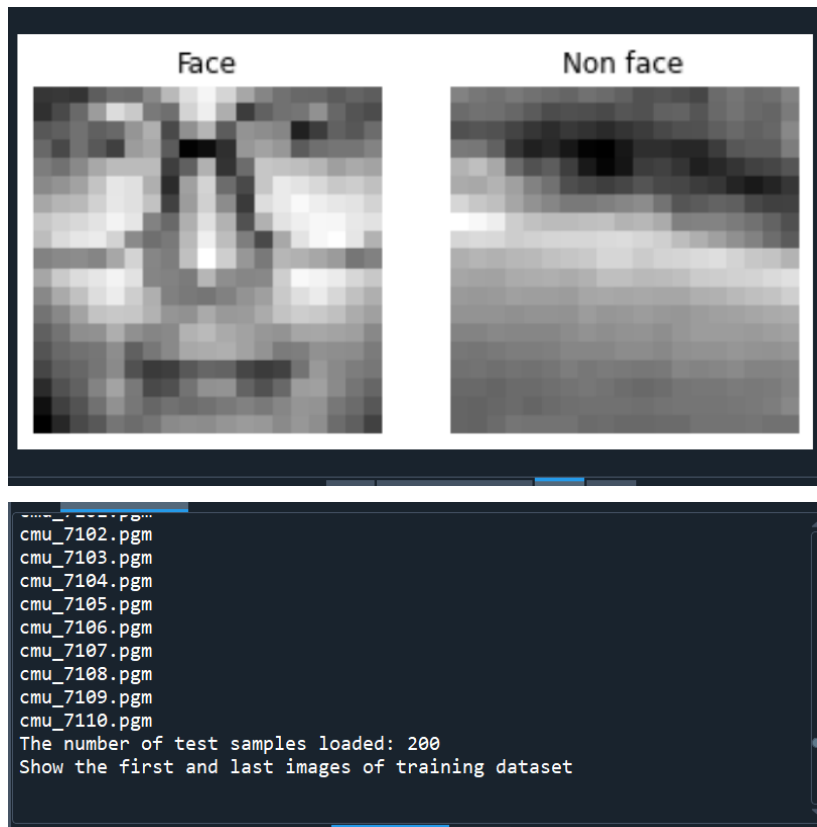 Face
Non face
cmu_7102.pgm
cmu_7103.pgm
cmu_7104.pgm
cmu_7105.pgm
cmu_7106.pgm
cmu_7107.pgm
cmu_7108.pgm
cmu_7109.pgm
cmu_7110.pgm
The number of test samples loaded: 200
Show the first and last images of training dataset